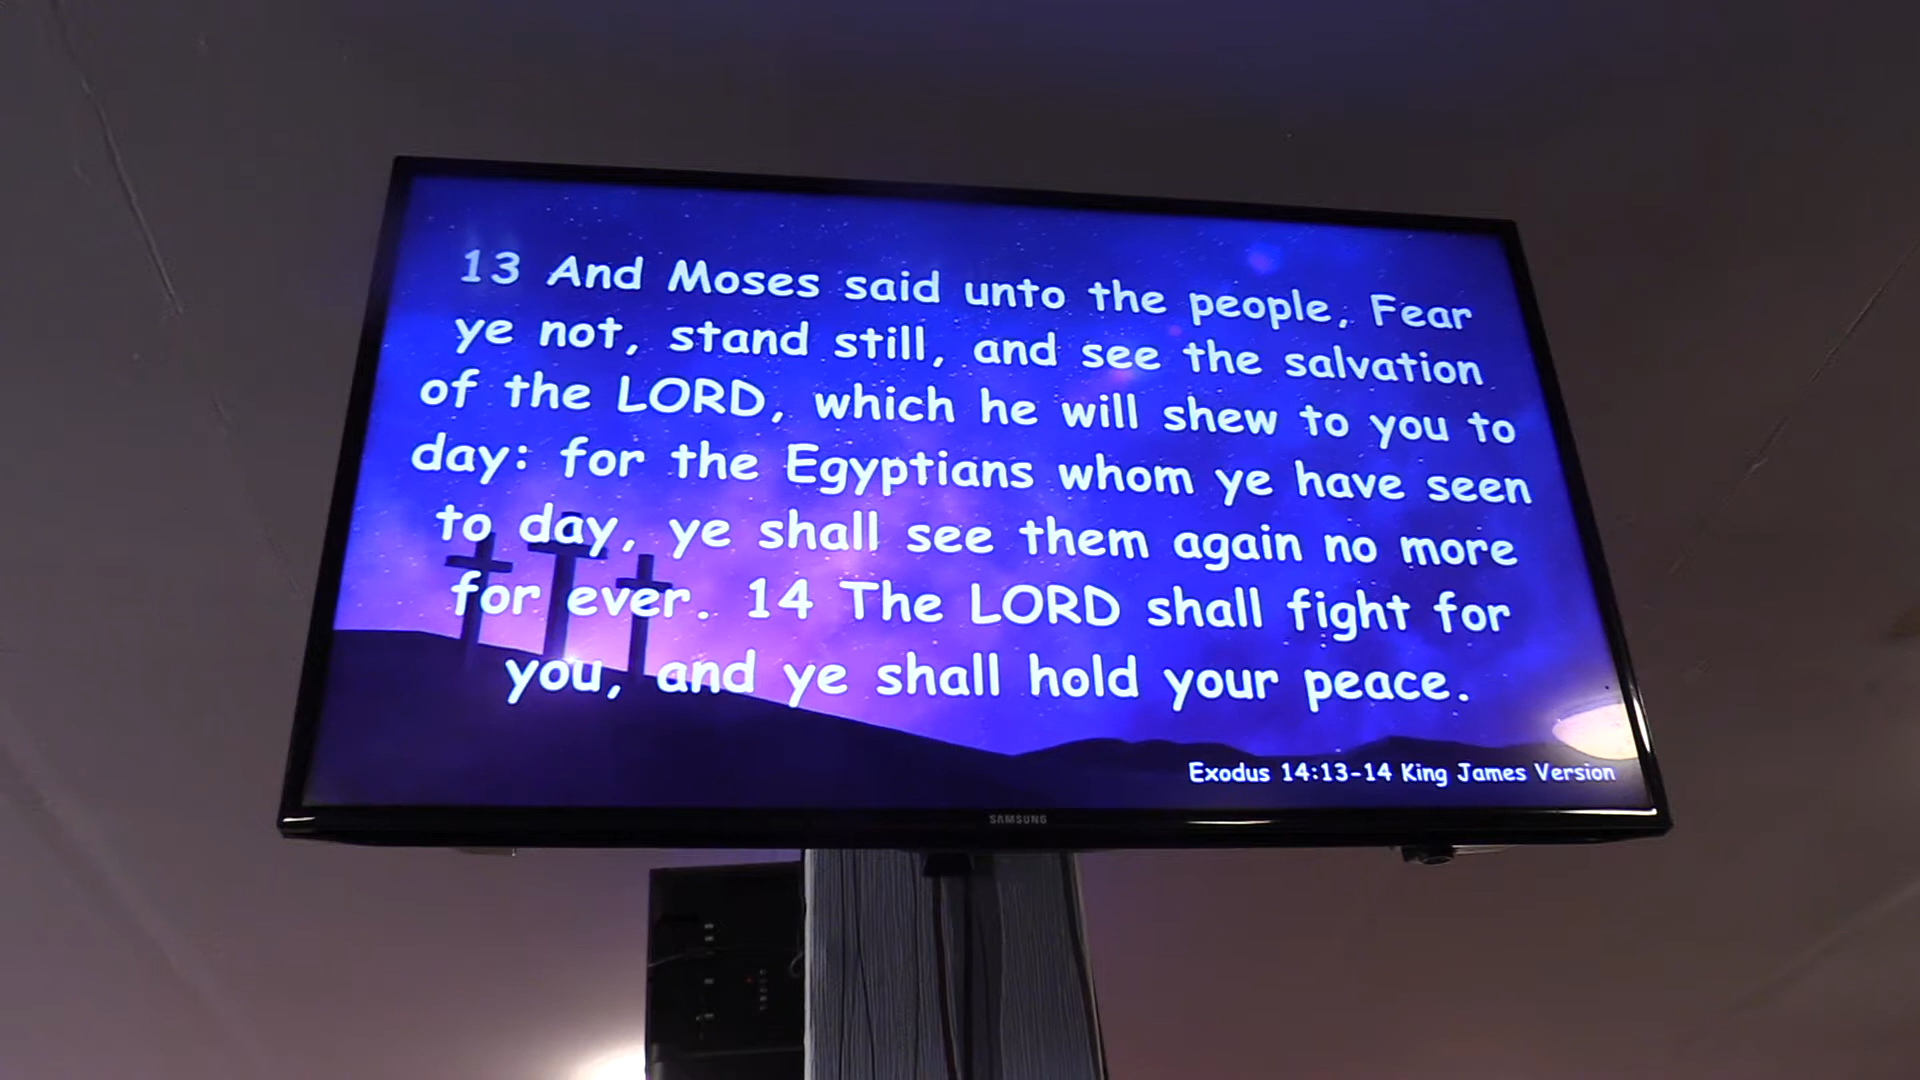 13 And Moses said unto the people, Fear
ye not, stand still, and see the salvation
of the LORD, which he will shew to you to
day: for the Egyptians whom ye have seen
to day, ye shall see them again no more
for ever. 14 The LORD shall fight for
you, and ye shall hold your peace.
Exodus 14:13-14 King James Version
SAMSUNG